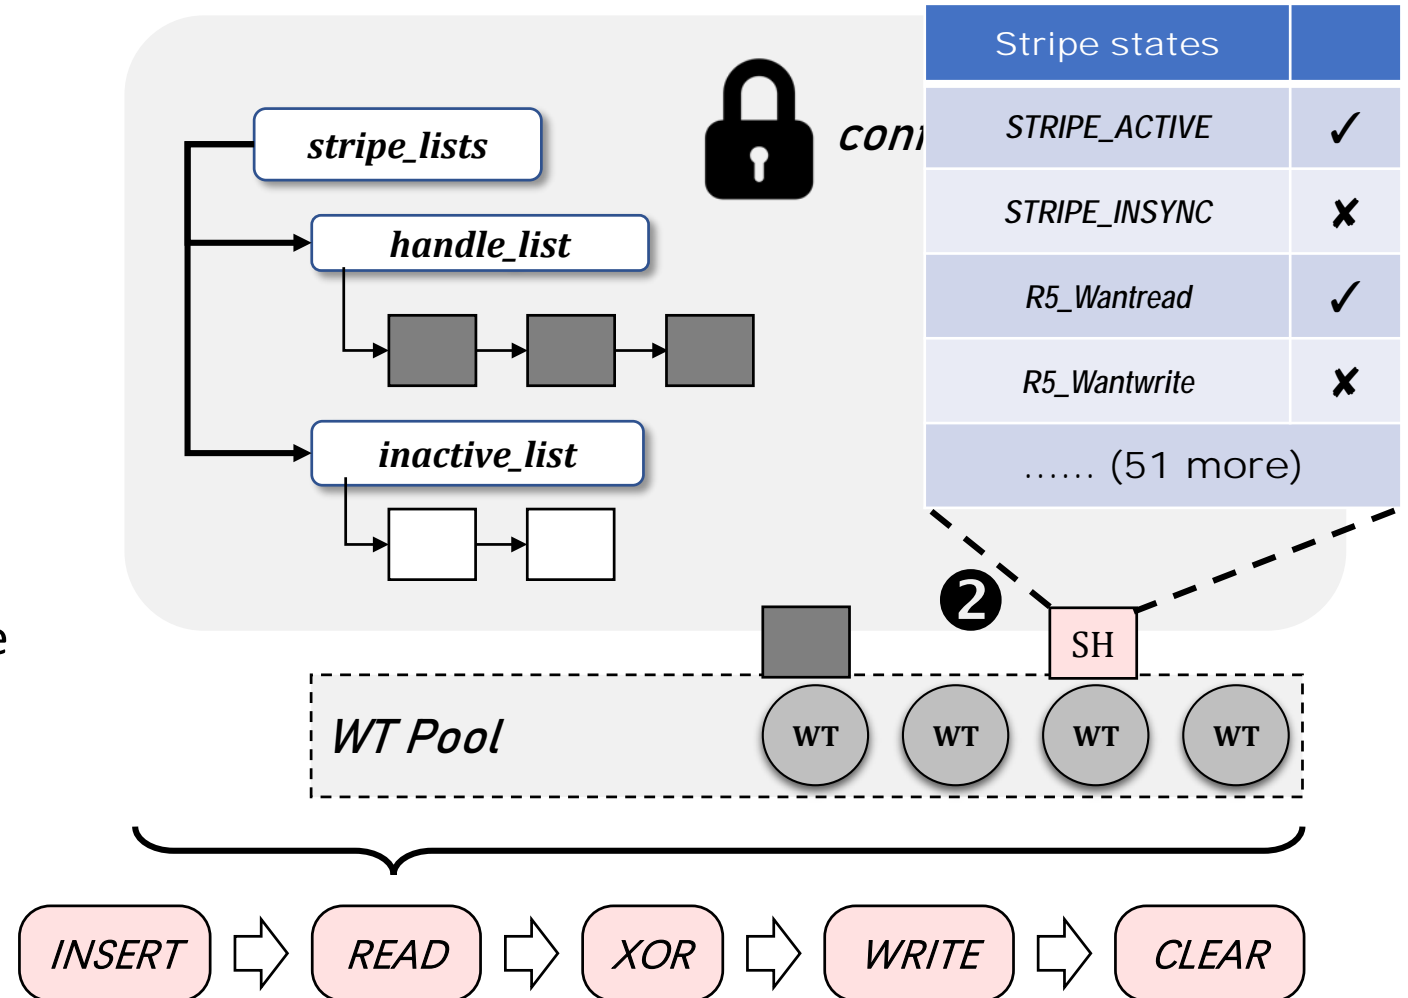 Stripe states
STRIPE_ACTIVE ✓
STRIPE_INSYNC ✘
R5_Wantread ✓
R5_Wantwrite ✘
...... (51 more)
stripe_lists
handle_list
inactive_list
2
SH
WT Pool
WT WT WT WT
INSERT READ XOR WRITE CLEAR